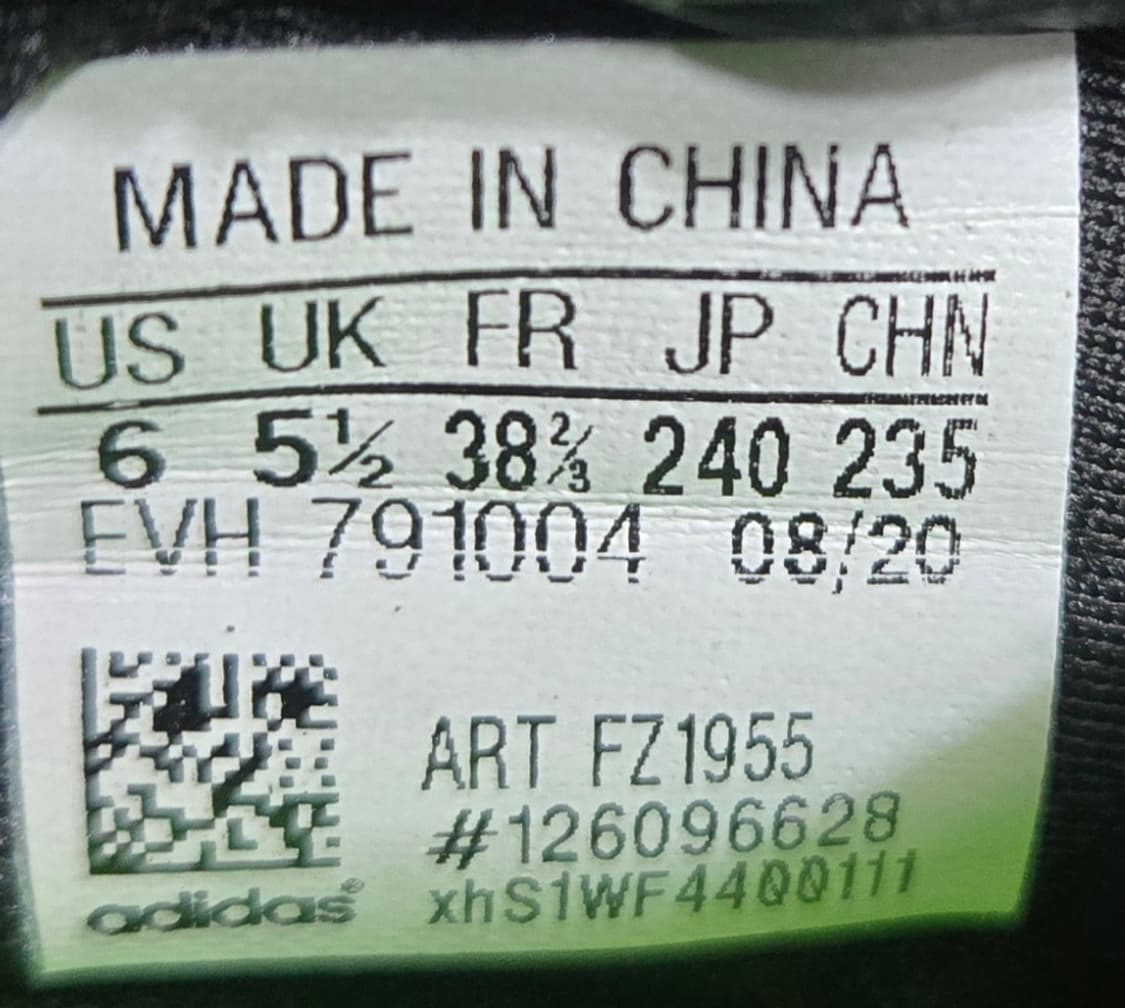 MADE IN CHINA
US UK FR JP CHN
6 5½ 38⅔ 240 235
EVH 791004 08/20
ART FZ1955
#126096628
adidas® xhS1WF4400111